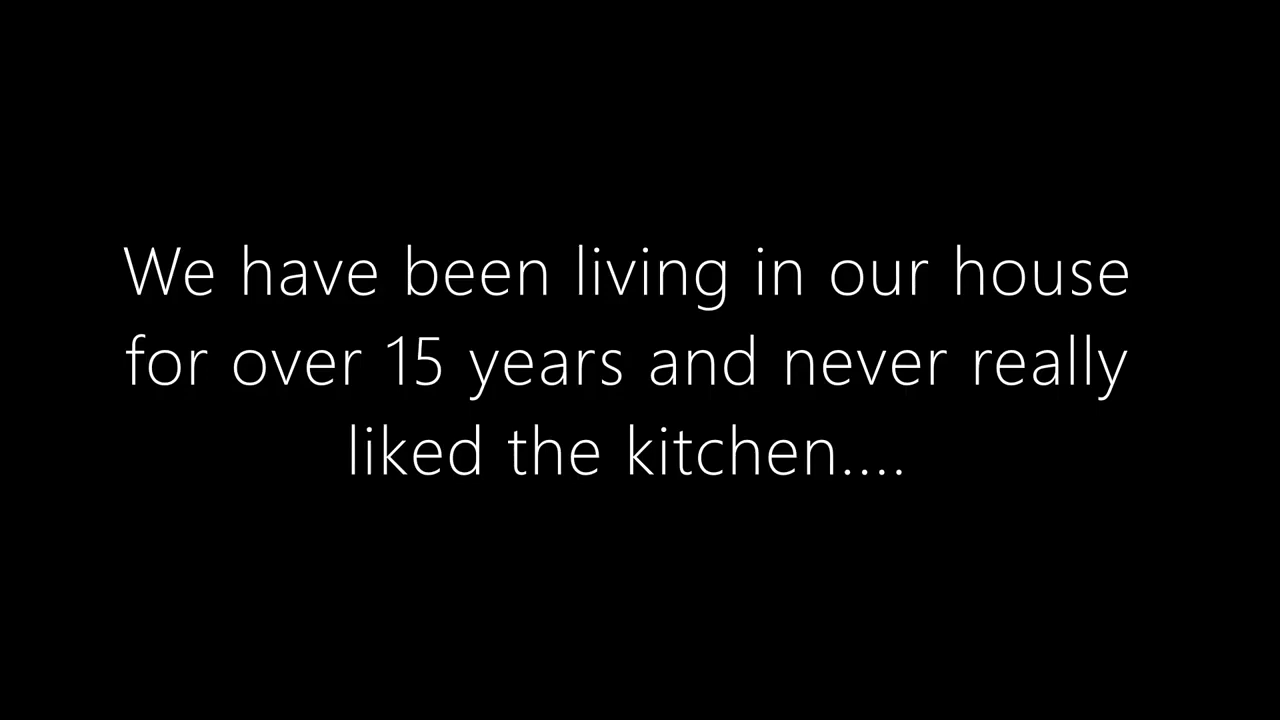 We have been living in our house
for over 15 years and never really
liked the kitchen....